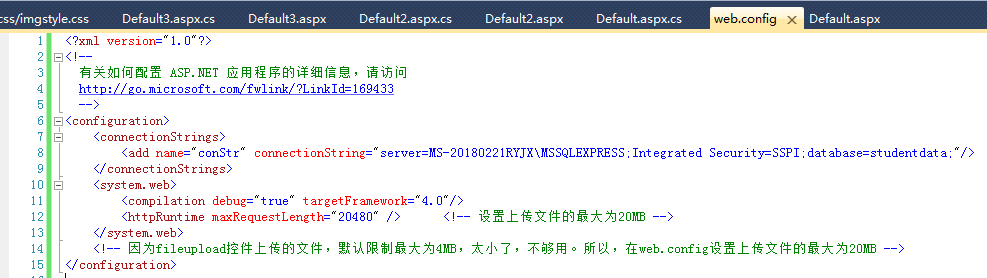 css/imgstyle.css Default3.aspx.cs Default3.aspx Default2.aspx.cs Default2.aspx Default.aspx.cs web.config Default.aspx
1 <?xml version="1.0"?>
2 <!--
3 有关如何配置 ASP.NET 应用程序的详细信息，请访问
4 http://go.microsoft.com/fwlink/?LinkId=169433
5 -->
6 <configuration>
7 <connectionStrings>
8 <add name="conStr" connectionString="server=MS-20180221RYJX\MSSQLEXPRESS;Integrated Security=SSPI;database=studentdata;"/>
9 </connectionStrings>
10 <system.web>
11 <compilation debug="true" targetFramework="4.0"/>
12 <httpRuntime maxRequestLength="20480" /> <!-- 设置上传文件的最大为20MB -->
13 </system.web>
14 <!-- 因为fileupload控件上传的文件，默认限制最大为4MB，太小了，不够用。所以，在web.config设置上传文件的最大为20MB -->
15 </configuration>